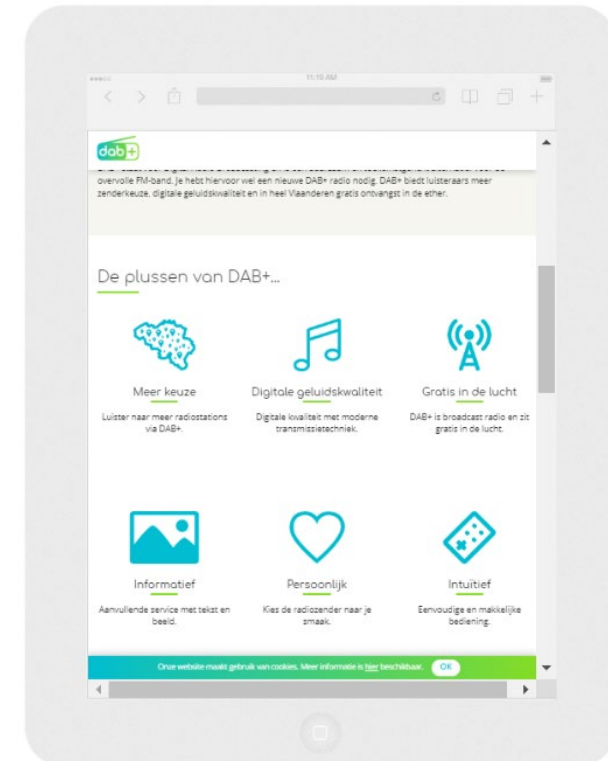 11:10 AM
dab+
overvolle FM-band. Je hebt hiervoor wel een nieuwe DAB+ radio nodig. DAB+ biedt luisteraars meer
zenderkeuze, digitale geluidskwaliteit en in heel Vlaanderen gratis ontvangst in de ether.
De plussen van DAB+...
Meer keuze
Luister naar meer radiostations
via DAB+.
Digitale geluidskwaliteit
Digitale kwaliteit met moderne
transmissietechniek.
Gratis in de lucht
DAB+ is broadcast radio en zit
gratis in de lucht.
Informatief
Aanvullende service met tekst en
beeld.
Persoonlijk
Kies de radiozender naar je
smaak.
Intuïtief
Eenvoudige en makkelijke
bediening.
Onze website maakt gebruik van cookies. Meer informatie is hier beschikbaar. OK